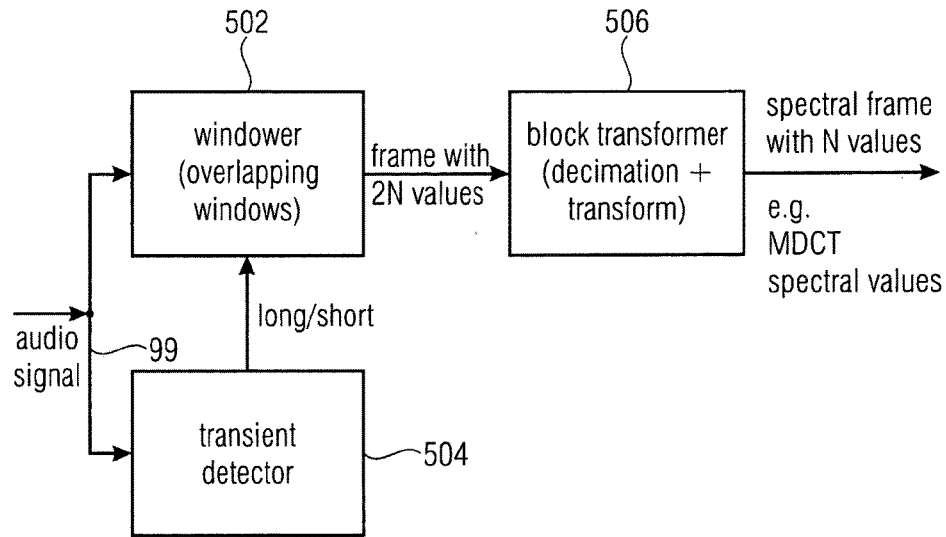 502
windower
(overlapping
windows)
frame with
2N values
506
block transformer
(decimation +
transform)
spectral frame
with N values
e.g.
MDCT
spectral values
long/short
audio
signal
99
transient
detector
504